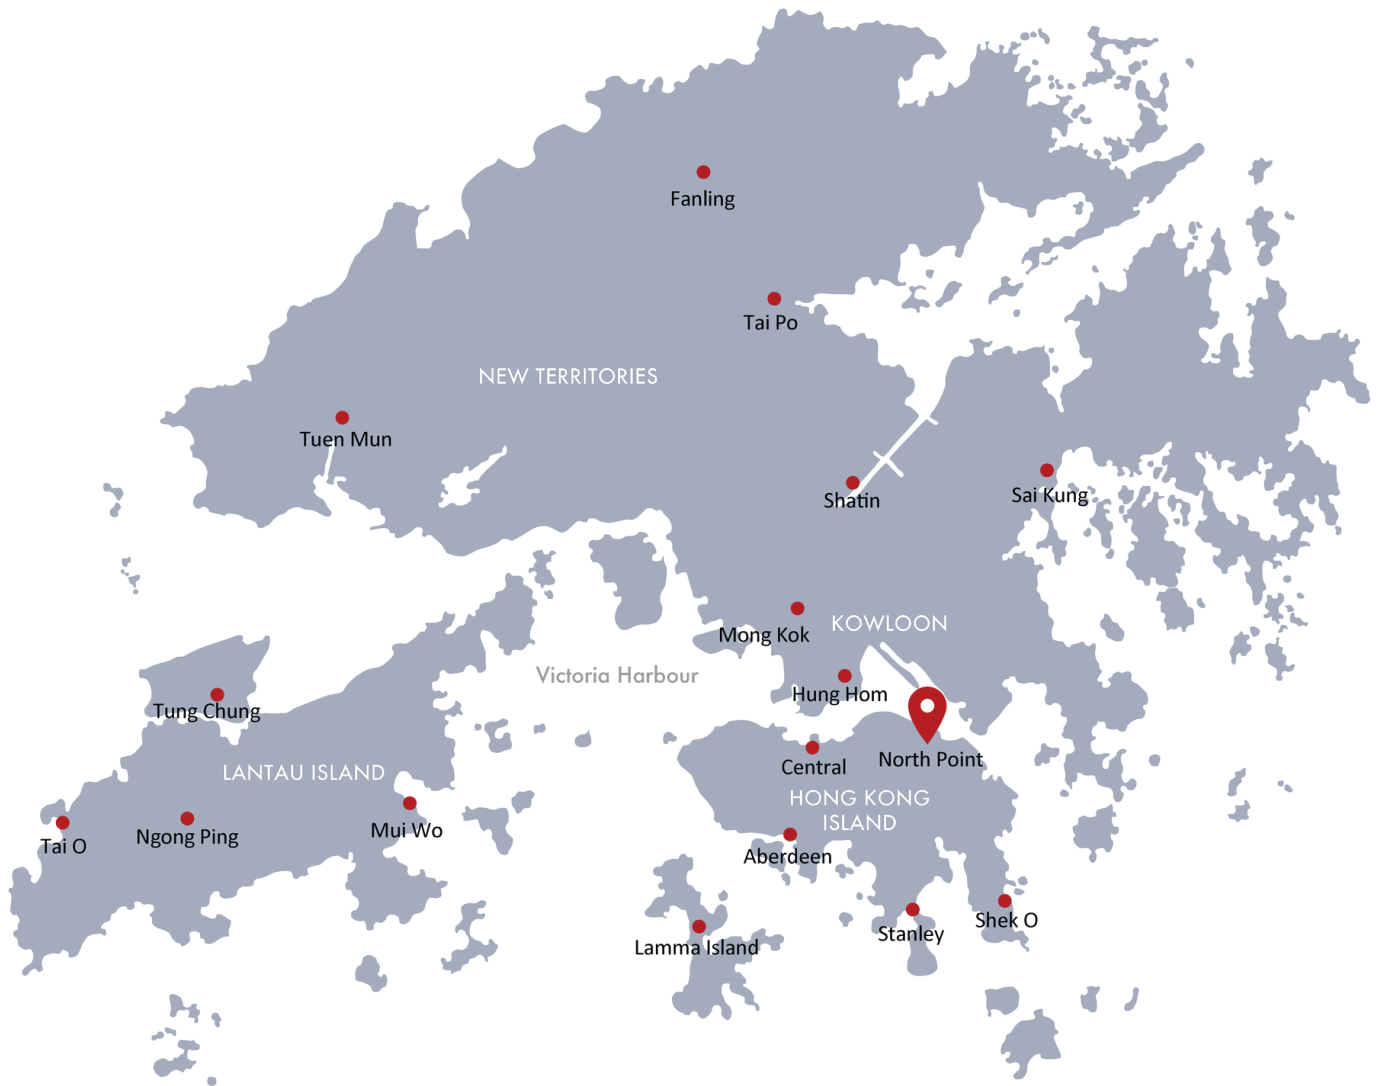 Fanling
Tai Po
NEW TERRITORIES
Tuen Mun
Shatin
Sai Kung
Mong Kok
KOWLOON
Victoria Harbour
Hung Hom
Tung Chung
North Point
Central
LANTAU ISLAND
HONG KONG
ISLAND
Mui Wo
Ngong Ping
Tai O
Aberdeen
Shek O
Stanley
Lamma Island